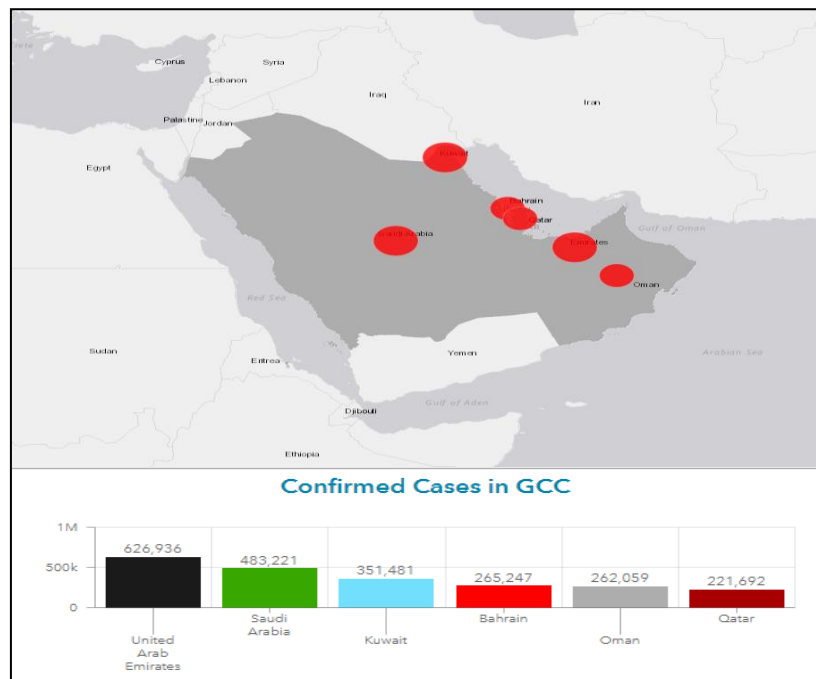 Cyprus
Syria
Lebanon
Iraq
Iran
Palestine
Jordan
Egypt
Kuwait
Bahrain
Qatar
Gulf of Oman
Saudi Arabia
Emirates
Oman
Red Sea
Sudan
Eritrea
Yemen
Arabian Sea
Gulf of Aden
Djibouti
Ethiopia
Confirmed Cases in GCC
1M
500k
0
626,936
483,221
351,481
265,247
262,059
221,692
United
Arab
Emirates
Saudi
Arabia
Kuwait
Bahrain
Oman
Qatar